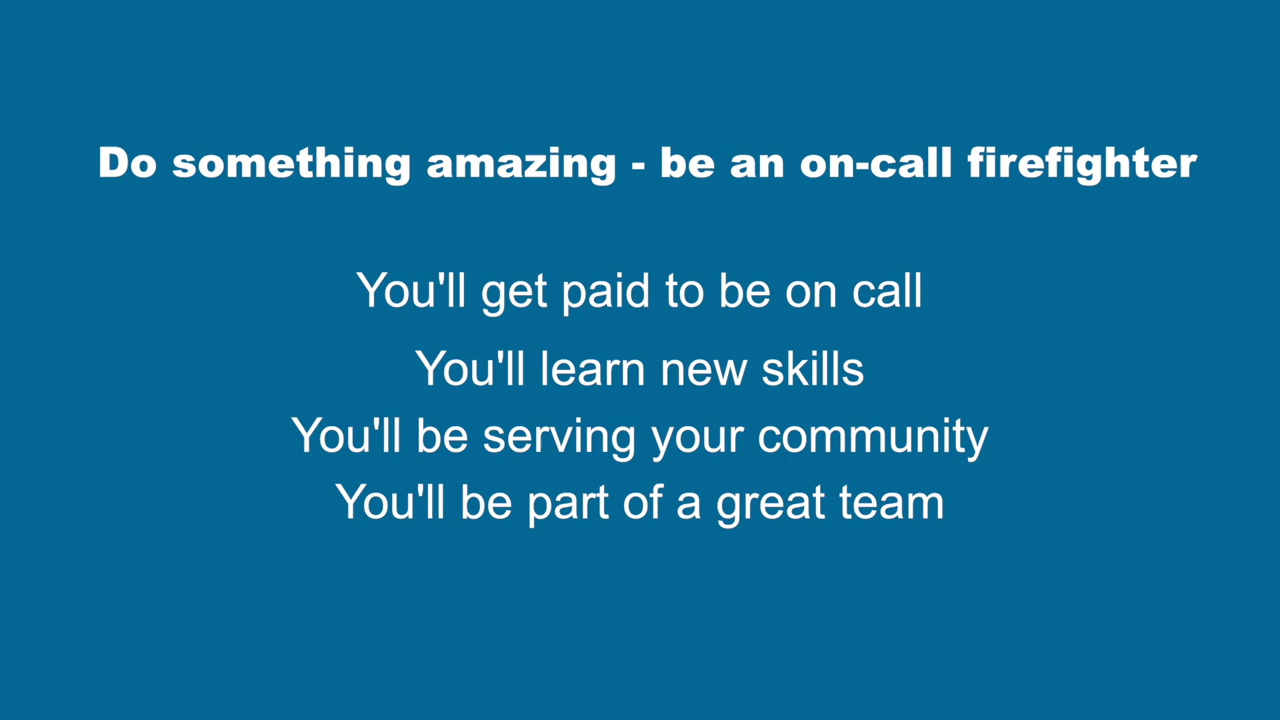 Do something amazing - be an on-call firefighter
You'll get paid to be on call
You'll learn new skills
You'll be serving your community
You'll be part of a great team